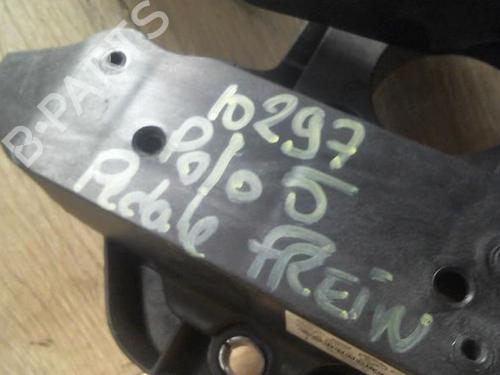 10297
Polo 5
Pedale FREIN
B-PARTS